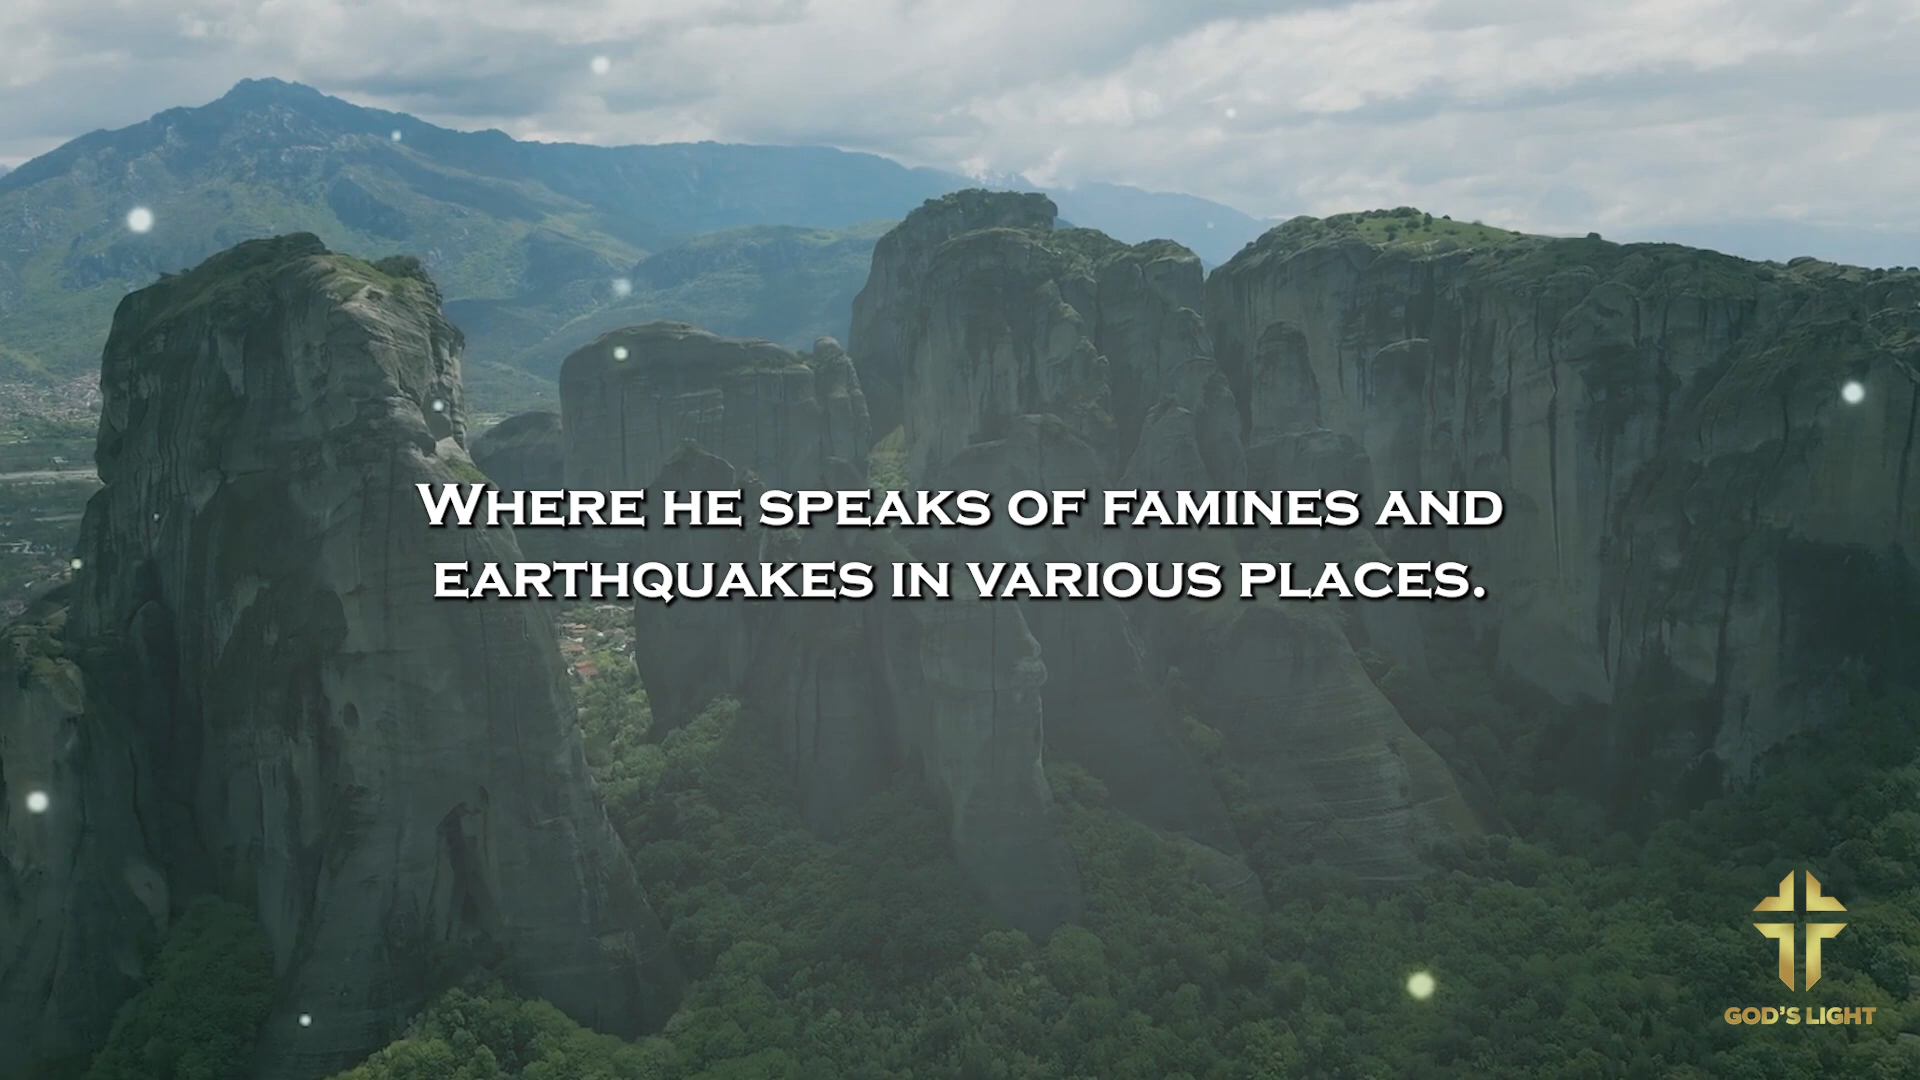 Where he speaks of famines and
earthquakes in various places.
GOD'S LIGHT